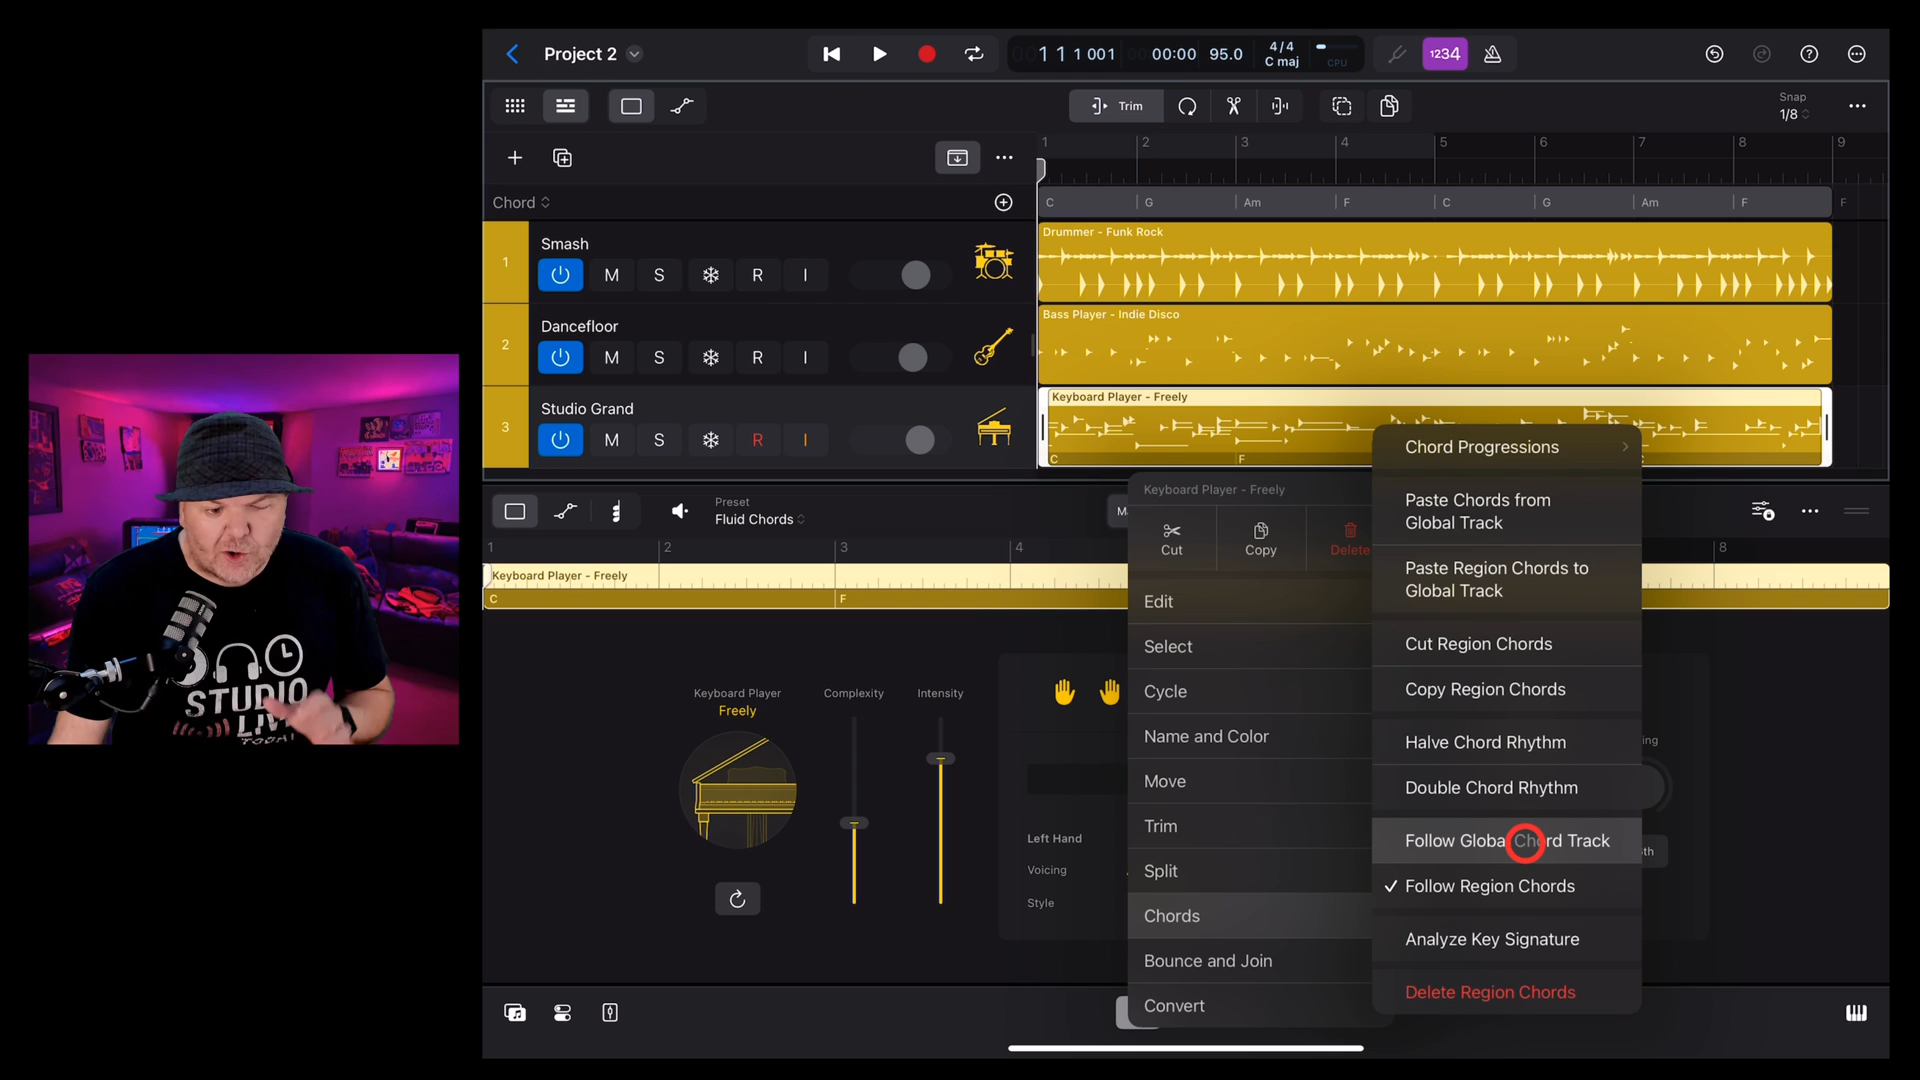 Project 2
1 1 1 001
00:00
95.0
4/4
C maj
CPU
1234
Trim
Snap
1/8
Chord
1 2 3 4 5 6 7 8 9
C G Am F C G Am F F
1
Smash
M S R I
Drummer - Funk Rock
2
Dancefloor
M S R I
Bass Player - Indie Disco
3
Studio Grand
M S R I
Keyboard Player - Freely
C F
Preset
Fluid Chords
1 2 3 4 8
Keyboard Player - Freely
C F
Keyboard Player
Freely
Complexity
Intensity
Left Hand
Voicing
Style
Keyboard Player - Freely
Cut
Copy
Delete
Edit
Select
Cycle
Name and Color
Move
Trim
Split
Chords
Bounce and Join
Convert
Chord Progressions
Paste Chords from
Global Track
Paste Region Chords to
Global Track
Cut Region Chords
Copy Region Chords
Halve Chord Rhythm
Double Chord Rhythm
Follow Global Chord Track
Follow Region Chords
Analyze Key Signature
Delete Region Chords
STUDIO
LIVE
TODAY